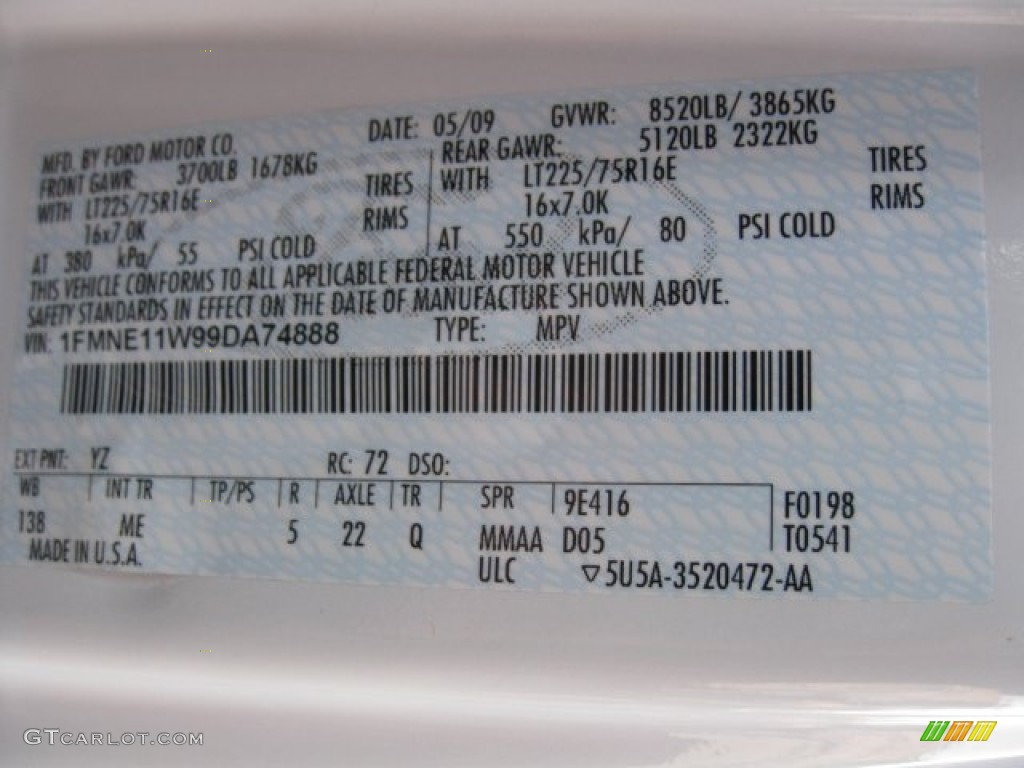 MFD. BY FORD MOTOR CO. DATE: 05/09 GVWR: 8520LB/ 3865KG
FRONT GAWR: 3700LB 1678KG REAR GAWR: 5120LB 2322KG
WITH LT225/75R16E TIRES WITH LT225/75R16E TIRES
16x7.0K RIMS 16x7.0K RIMS
AT 380 kPa/ 55 PSI COLD AT 550 kPa/ 80 PSI COLD
THIS VEHICLE CONFORMS TO ALL APPLICABLE FEDERAL MOTOR VEHICLE
SAFETY STANDARDS IN EFFECT ON THE DATE OF MANUFACTURE SHOWN ABOVE.
VIN: 1FMNE11W99DA74888 TYPE: MPV
EXT PNT: YZ RC: 72 DSO:
WB INT TR TP/PS R AXLE TR SPR 9E416 F0198
138 ME 5 22 Q MMAA D05 T0541
MADE IN U.S.A. ULC ▽5U5A-3520472-AA
GTCARLOT.COM